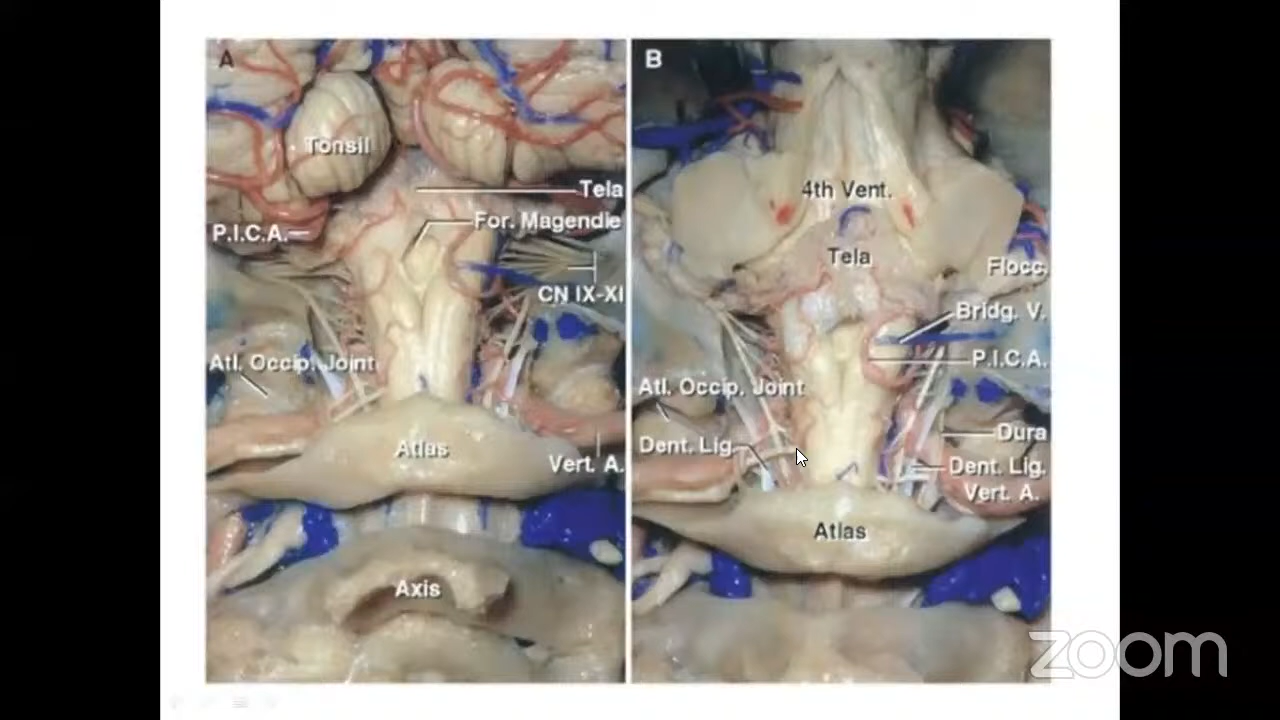 A
Tonsil
Tela
For. Magendie
P.I.C.A.
CN IX-XI
Atl. Occip. Joint
Atlas
Vert. A.
Axis
B
4th Vent.
Tela
Flocc.
Bridg. V.
P.I.C.A.
Atl. Occip. Joint
Dura
Dent. Lig.
Dent. Lig.
Vert. A.
Atlas
zoom